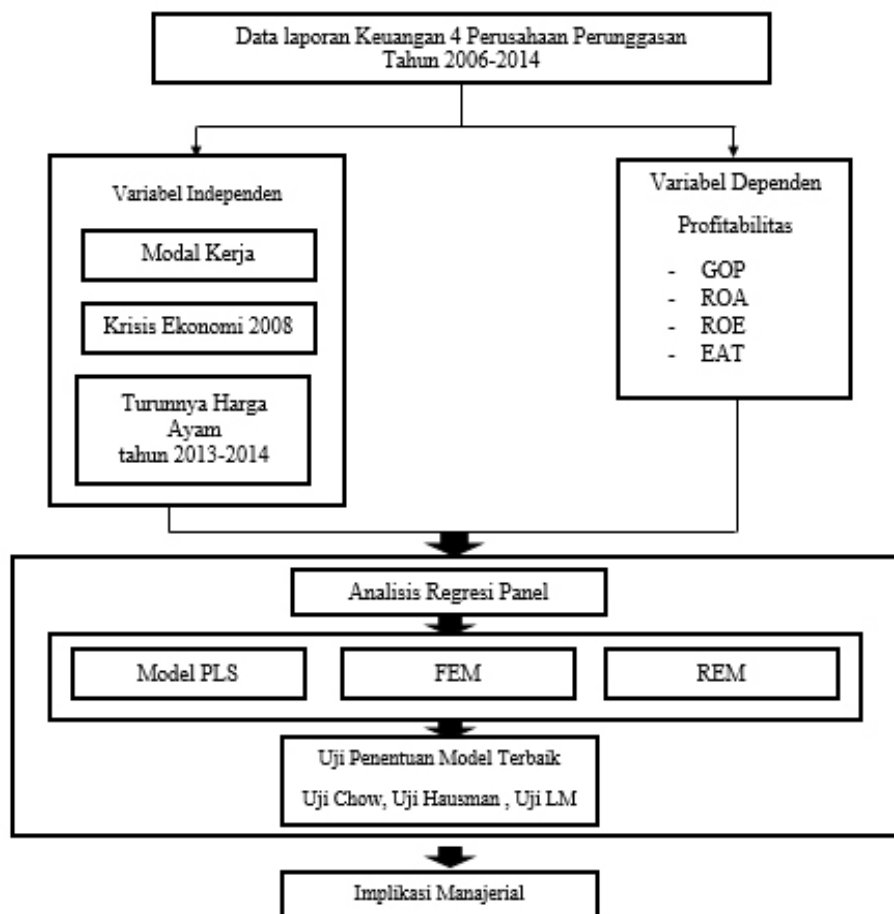 Data laporan Keuangan 4 Perusahaan Perunggasan
Tahun 2006-2014
Variabel Independen
Modal Kerja
Krisis Ekonomi 2008
Turunnya Harga
Ayam
tahun 2013-2014
Variabel Dependen
Profitabilitas
- GOP
- ROA
- ROE
- EAT
Analisis Regresi Panel
Model PLS
FEM
REM
Uji Penentuan Model Terbaik
Uji Chow, Uji Hausman , Uji LM
Implikasi Manajerial